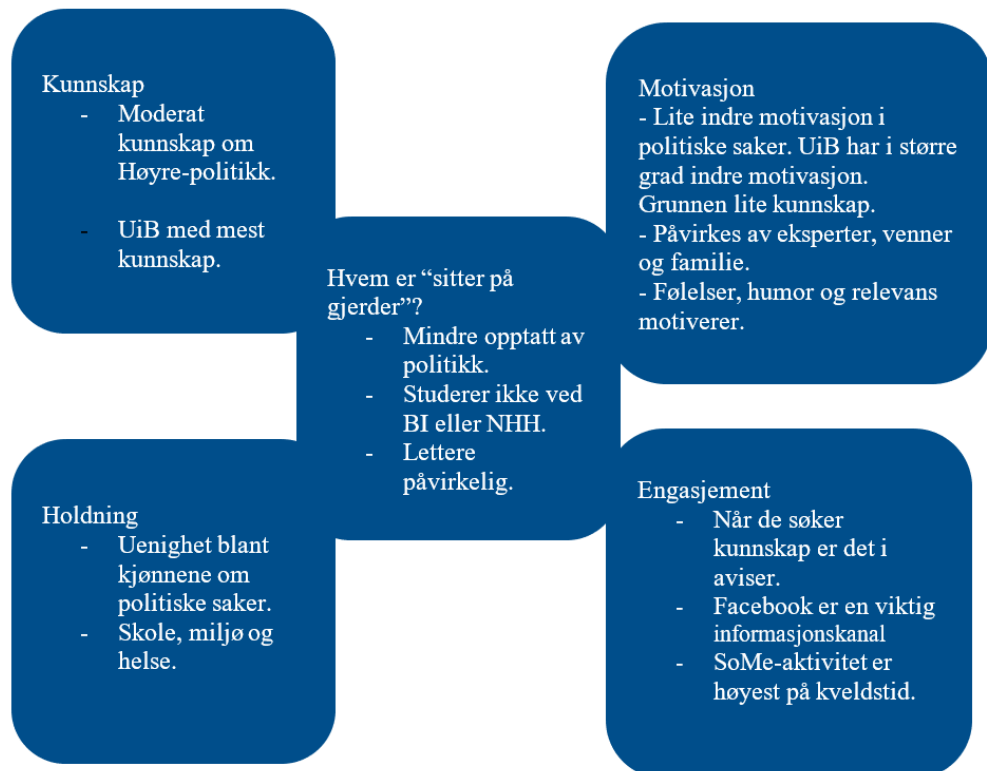 Kunnskap
- Moderat
kunnskap om
Høyre-politikk.
- UiB med mest
kunnskap.
Motivasjon
- Lite indre motivasjon i
politiske saker. UiB har i større
grad indre motivasjon.
Grunnen lite kunnskap.
- Påvirkes av eksperter, venner
og familie.
- Følelser, humor og relevans
motiverer.
Hvem er “sitter på
gjerder”?
- Mindre opptatt av
politikk.
- Studerer ikke ved
BI eller NHH.
- Lettere
påvirkelig.
Holdning
- Uenighet blant
kjønnene om
politiske saker.
- Skole, miljø og
helse.
Engasjement
- Når de søker
kunnskap er det i
aviser.
- Facebook er en viktig
informasjonskanal
- SoMe-aktivitet er
høyest på kveldstid.